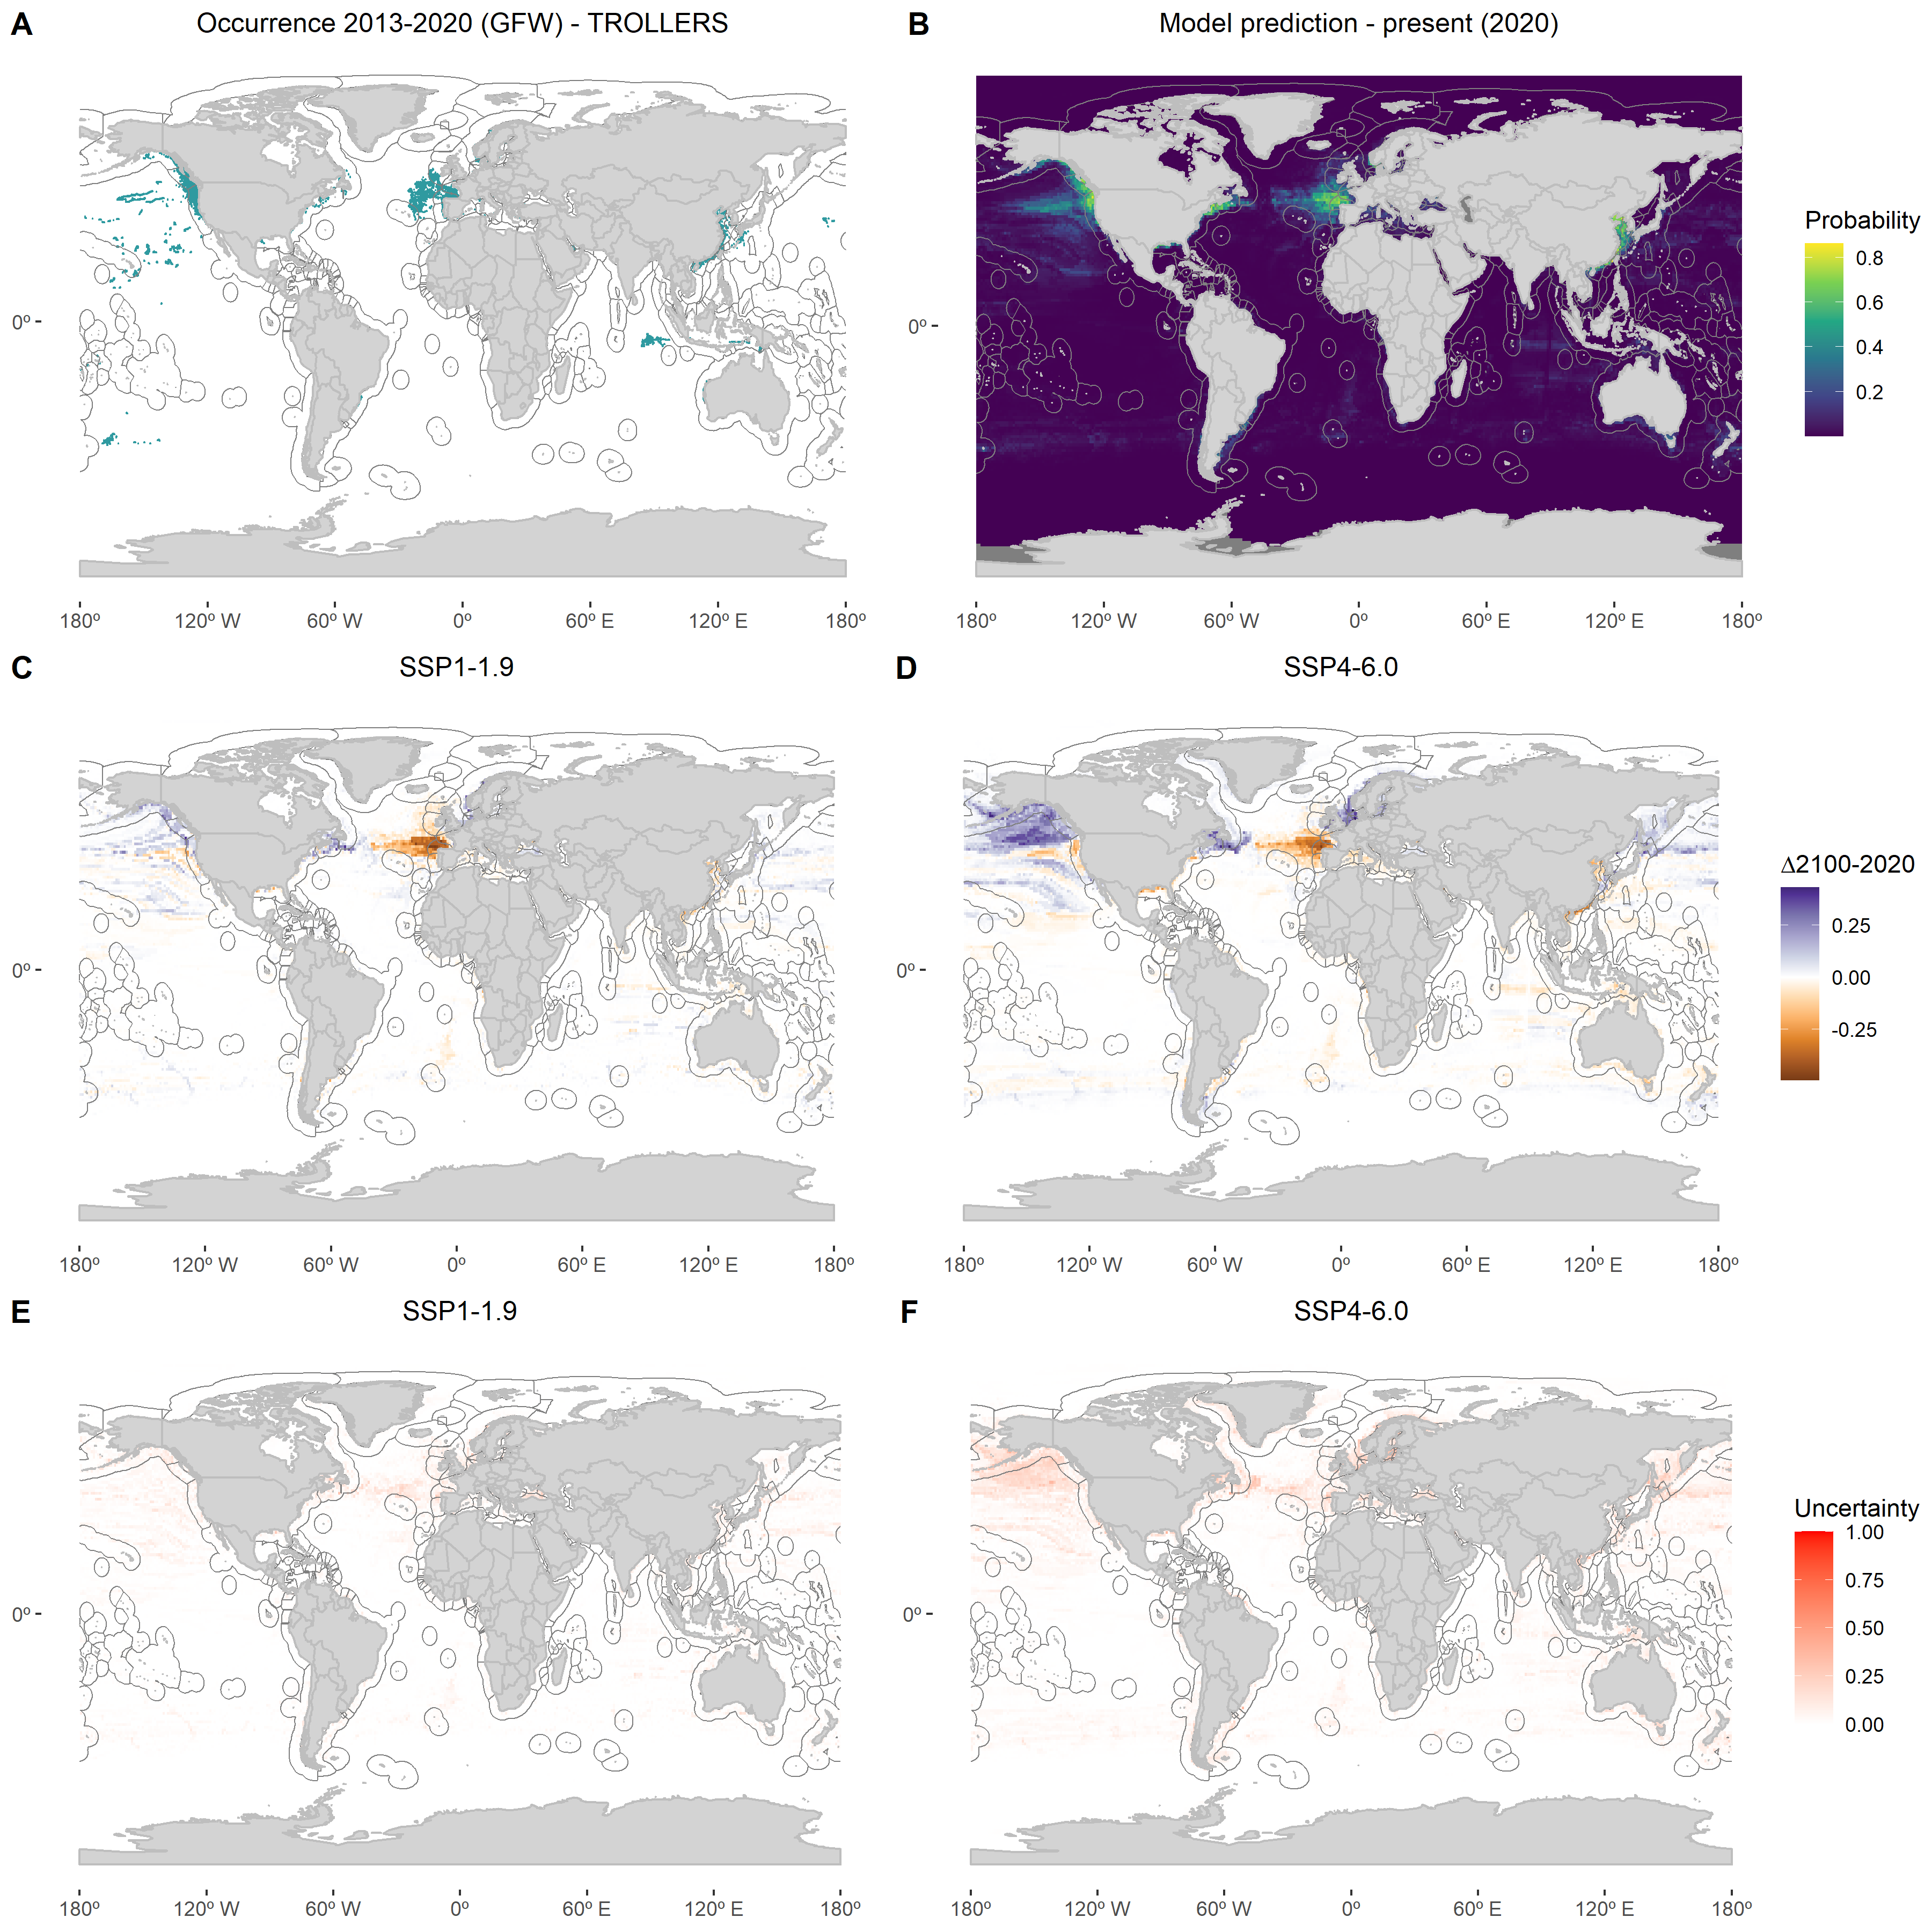 A
Occurrence 2013-2020 (GFW) - TROLLERS
0º
180º 120º W 60º W 0º 60º E 120º E 180º
B
Model prediction - present (2020)
0º
180º 120º W 60º W 0º 60º E 120º E 180º
Probability
0.8
0.6
0.4
0.2
C
SSP1-1.9
0º
180º 120º W 60º W 0º 60º E 120º E 180º
D
SSP4-6.0
0º
180º 120º W 60º W 0º 60º E 120º E 180º
Δ2100-2020
0.25
0.00
-0.25
E
SSP1-1.9
0º
180º 120º W 60º W 0º 60º E 120º E 180º
F
SSP4-6.0
0º
180º 120º W 60º W 0º 60º E 120º E 180º
Uncertainty
1.00
0.75
0.50
0.25
0.00